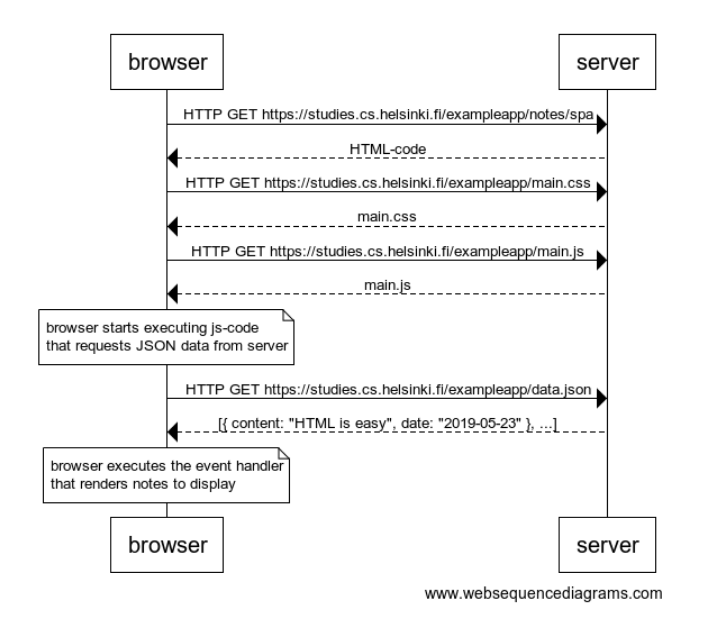 browser
server
HTTP GET https://studies.cs.helsinki.fi/exampleapp/notes/spa
HTML-code
HTTP GET https://studies.cs.helsinki.fi/exampleapp/main.css
main.css
HTTP GET https://studies.cs.helsinki.fi/exampleapp/main.js
main.js
browser starts executing js-code
that requests JSON data from server
HTTP GET https://studies.cs.helsinki.fi/exampleapp/data.json
[{ content: "HTML is easy", date: "2019-05-23" }, ...]
browser executes the event handler
that renders notes to display
browser
server
www.websequencediagrams.com